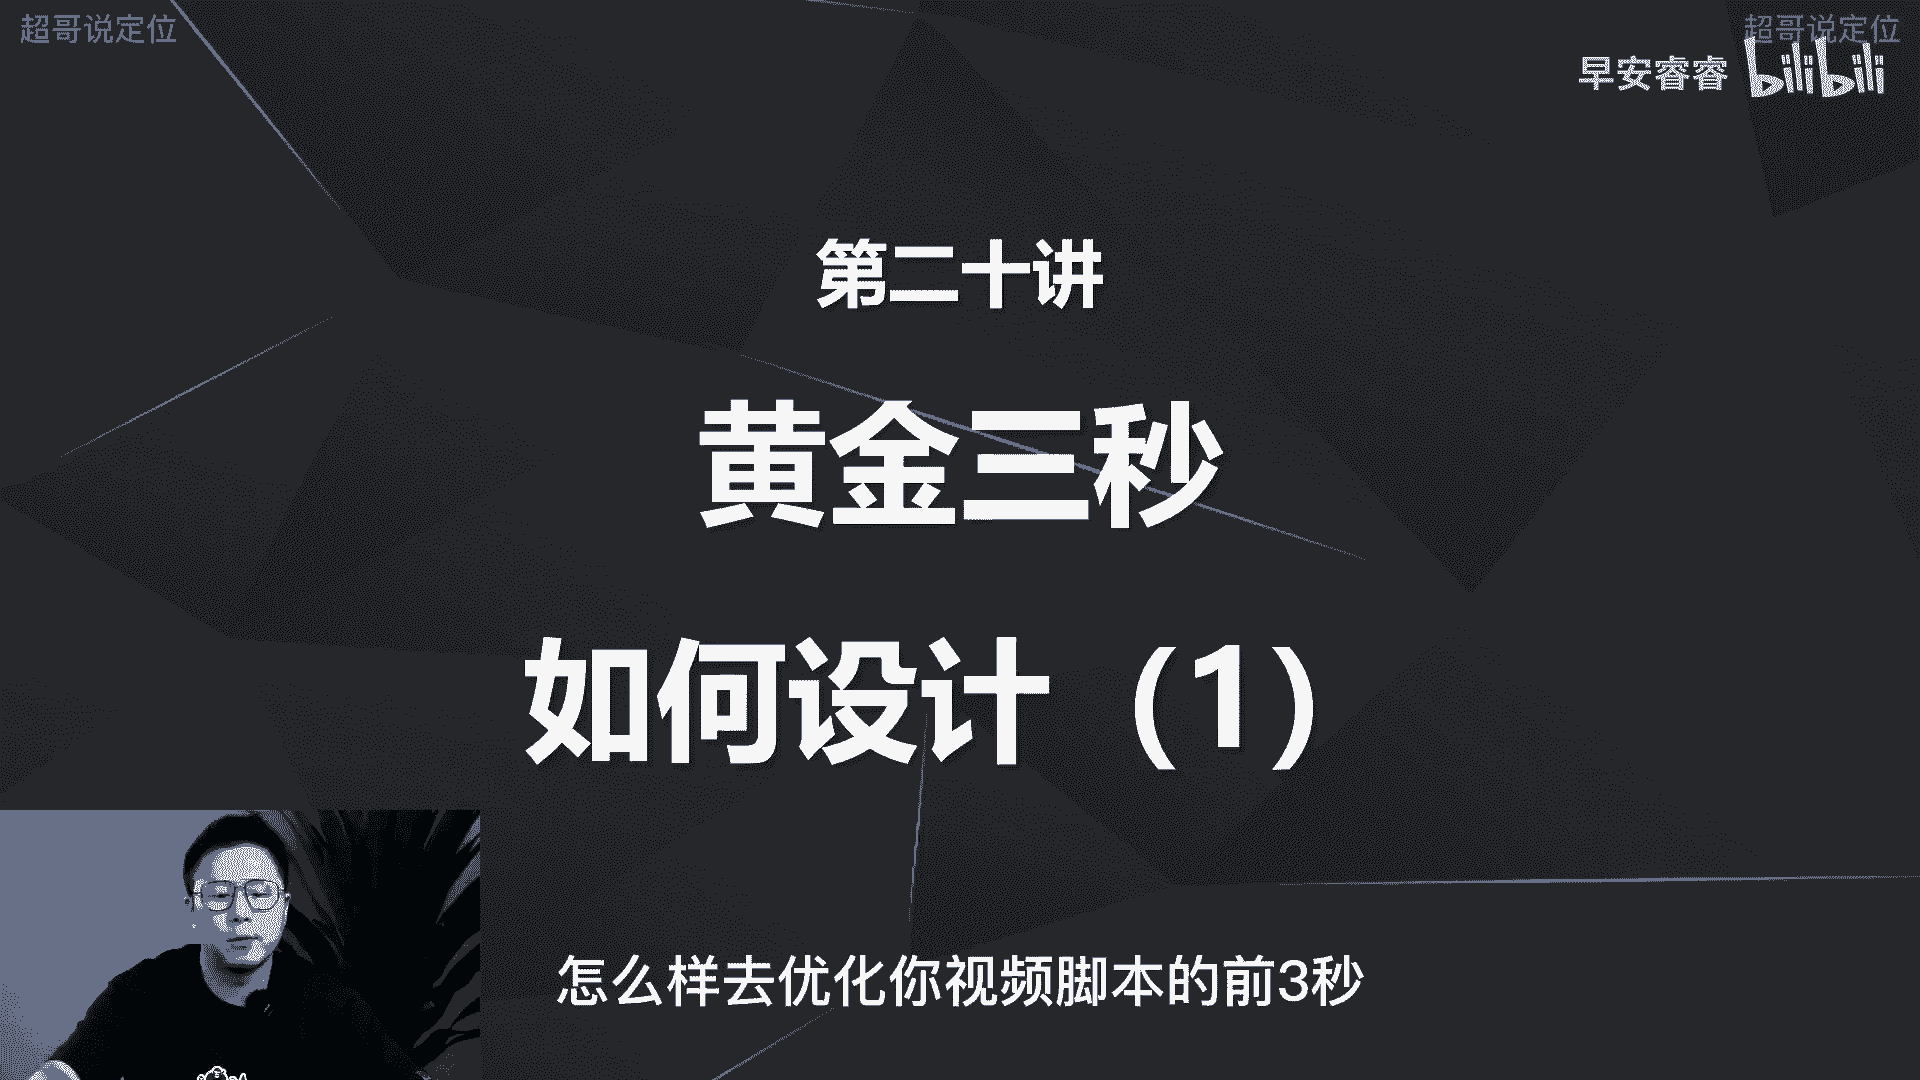 超哥说定位
超哥说定位
早安睿睿 bilibili
第二十讲
黄金三秒
如何设计（1）
怎么样去优化你视频脚本的前3秒